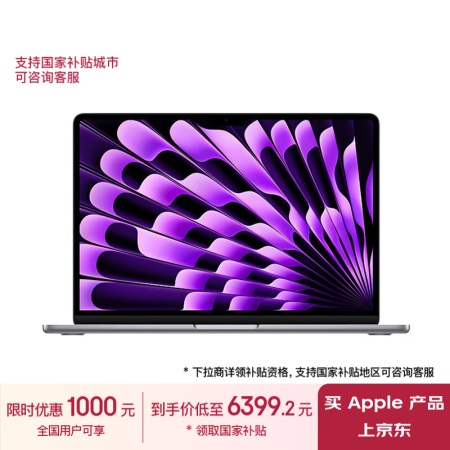 支持国家补贴城市
可咨询客服
* 下拉商详领补贴资格，支持国家补贴地区可咨询客服
限时优惠 1000 元
全国用户可享
到手价低至 6399.2 元
* 领取国家补贴
买 Apple 产品
上京东